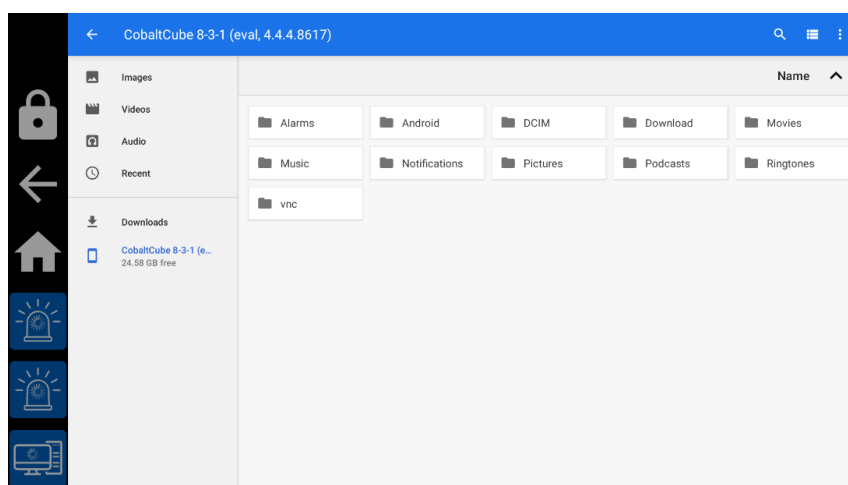 CobaltCube 8-3-1 (eval, 4.4.4.8617)
Images
Videos
Audio
Recent
Downloads
CobaltCube 8-3-1 (e...
24.58 GB free
Name
Alarms
Android
DCIM
Download
Movies
Music
Notifications
Pictures
Podcasts
Ringtones
vnc